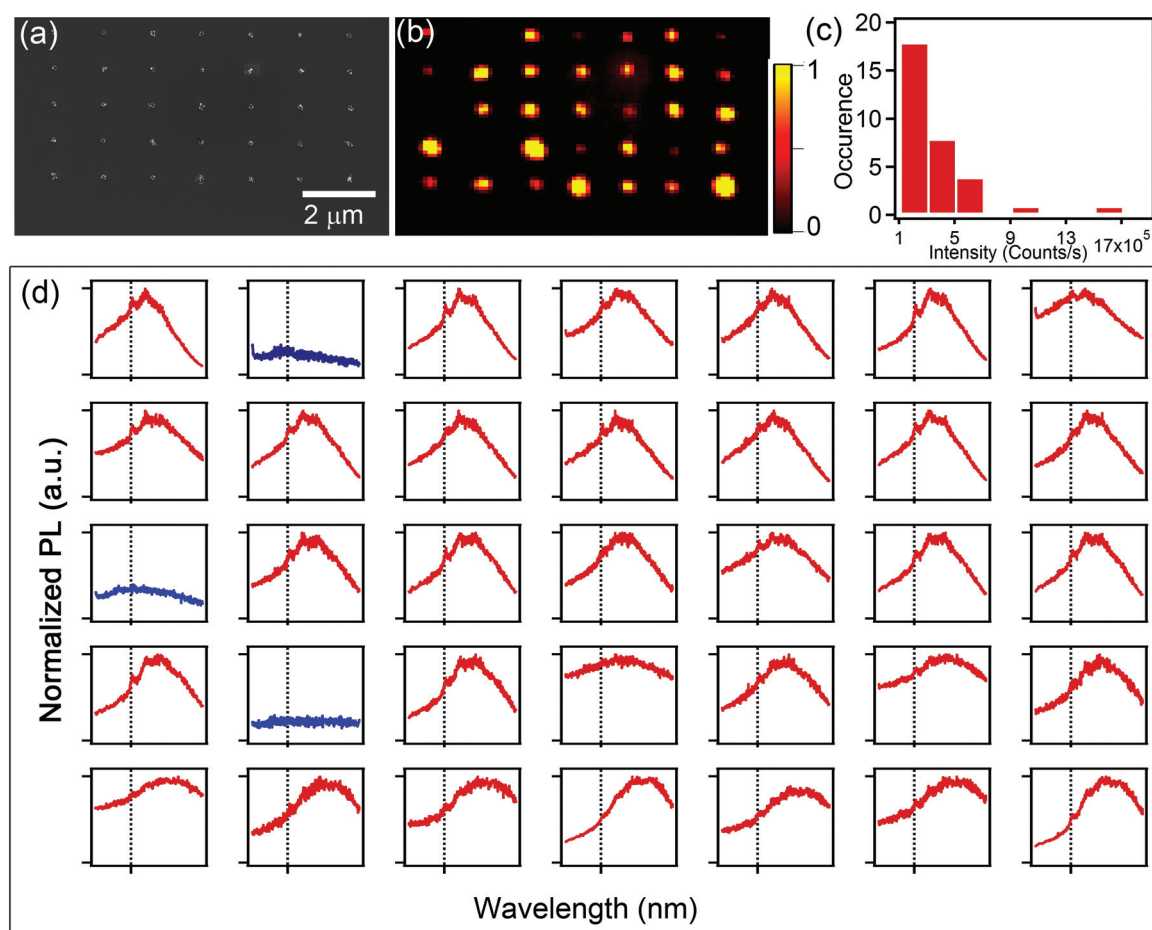 (a)
2 μm
(b)
1
0
(c)
Occurence
20
15
10
5
0
1 5 9 13 17x10⁵
Intensity (Counts/s)
(d)
Normalized PL (a.u.)
Wavelength (nm)